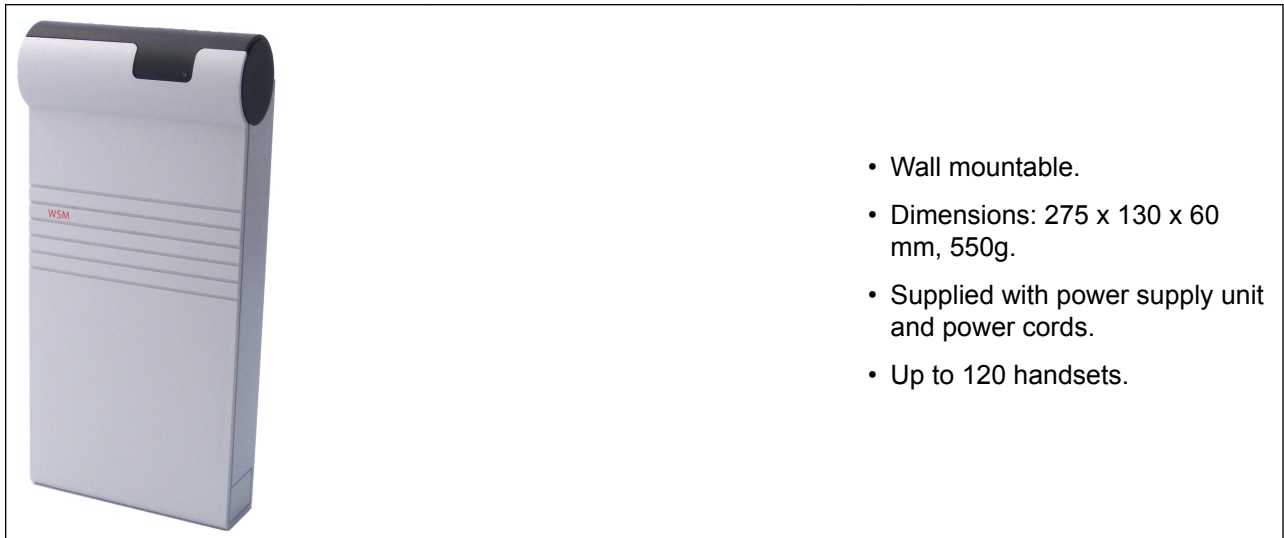 WSM
• Wall mountable.
• Dimensions: 275 x 130 x 60
mm, 550g.
• Supplied with power supply unit
and power cords.
• Up to 120 handsets.